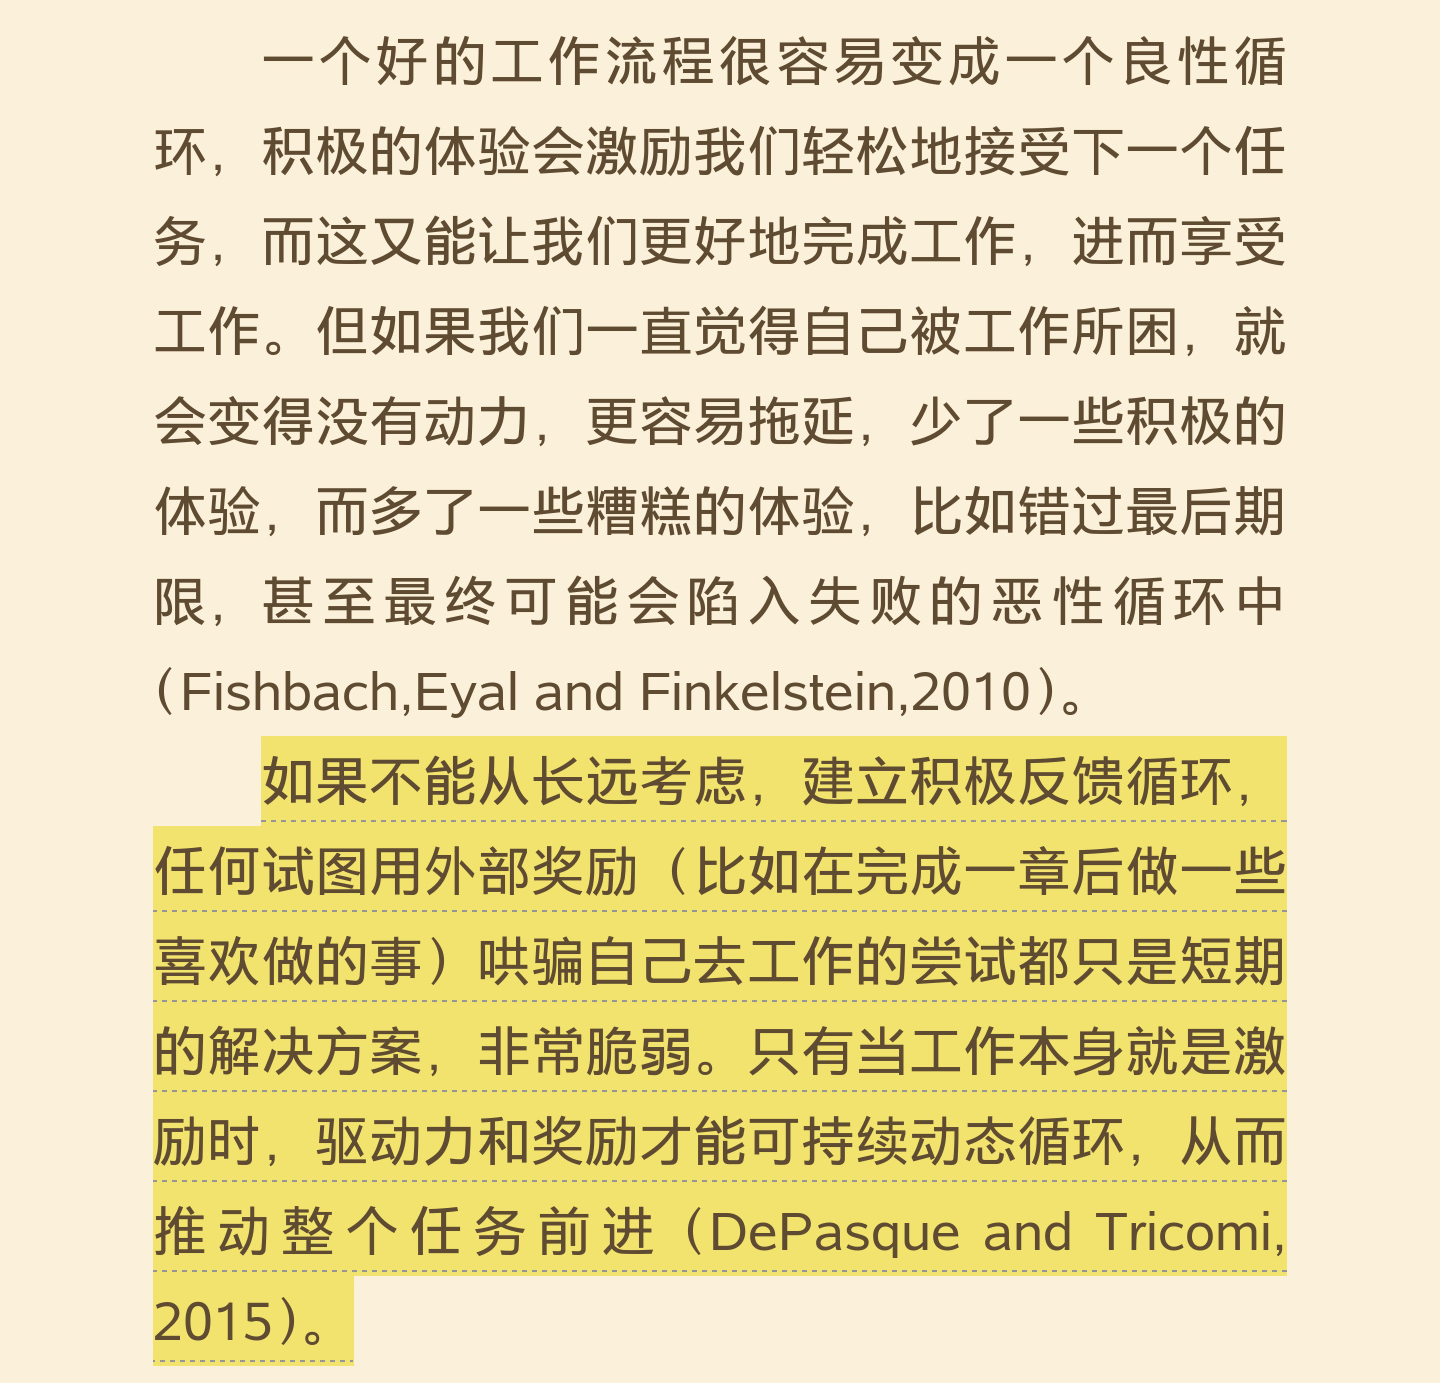 一个好的工作流程很容易变成一个良性循
环，积极的体验会激励我们轻松地接受下一个任
务，而这又能让我们更好地完成工作，进而享受
工作。但如果我们一直觉得自己被工作所困，就
会变得没有动力，更容易拖延，少了一些积极的
体验，而多了一些糟糕的体验，比如错过最后期
限，甚至最终可能会陷入失败的恶性循环中
（Fishbach,Eyal and Finkelstein,2010）。
如果不能从长远考虑，建立积极反馈循环，
任何试图用外部奖励（比如在完成一章后做一些
喜欢做的事）哄骗自己去工作的尝试都只是短期
的解决方案，非常脆弱。只有当工作本身就是激
励时，驱动力和奖励才能可持续动态循环，从而
推动整个任务前进（DePasque and Tricomi,
2015）。